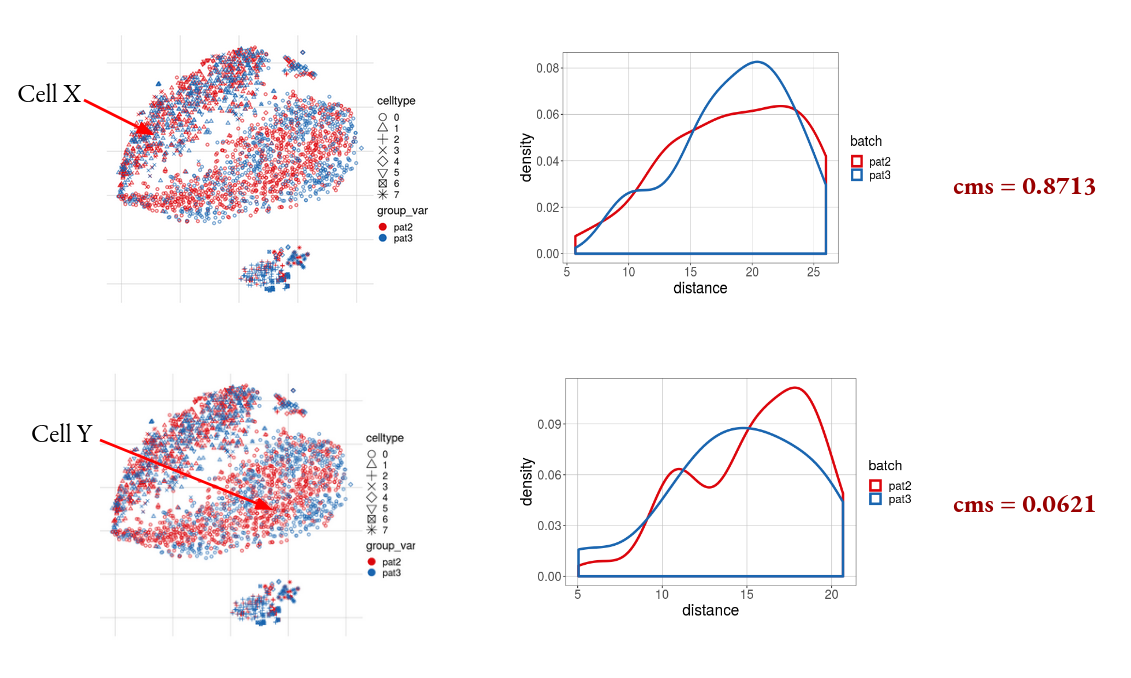 Cell X
celltype
0
1
2
3
4
5
6
7
group_var
pat2
pat3
density
0.08
0.06
0.04
0.02
0.00
5 10 15 20 25
distance
batch
pat2
pat3
cms = 0.8713
Cell Y
celltype
0
1
2
3
4
5
6
7
group_var
pat2
pat3
density
0.09
0.06
0.03
0.00
5 10 15 20
distance
batch
pat2
pat3
cms = 0.0621